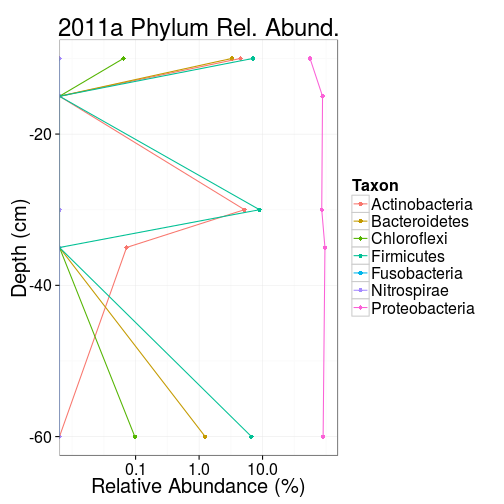 2011a Phylum Rel. Abund.
-20
-40
-60
Depth (cm)
0.1 1.0 10.0
Relative Abundance (%)
Taxon
Actinobacteria
Bacteroidetes
Chloroflexi
Firmicutes
Fusobacteria
Nitrospirae
Proteobacteria